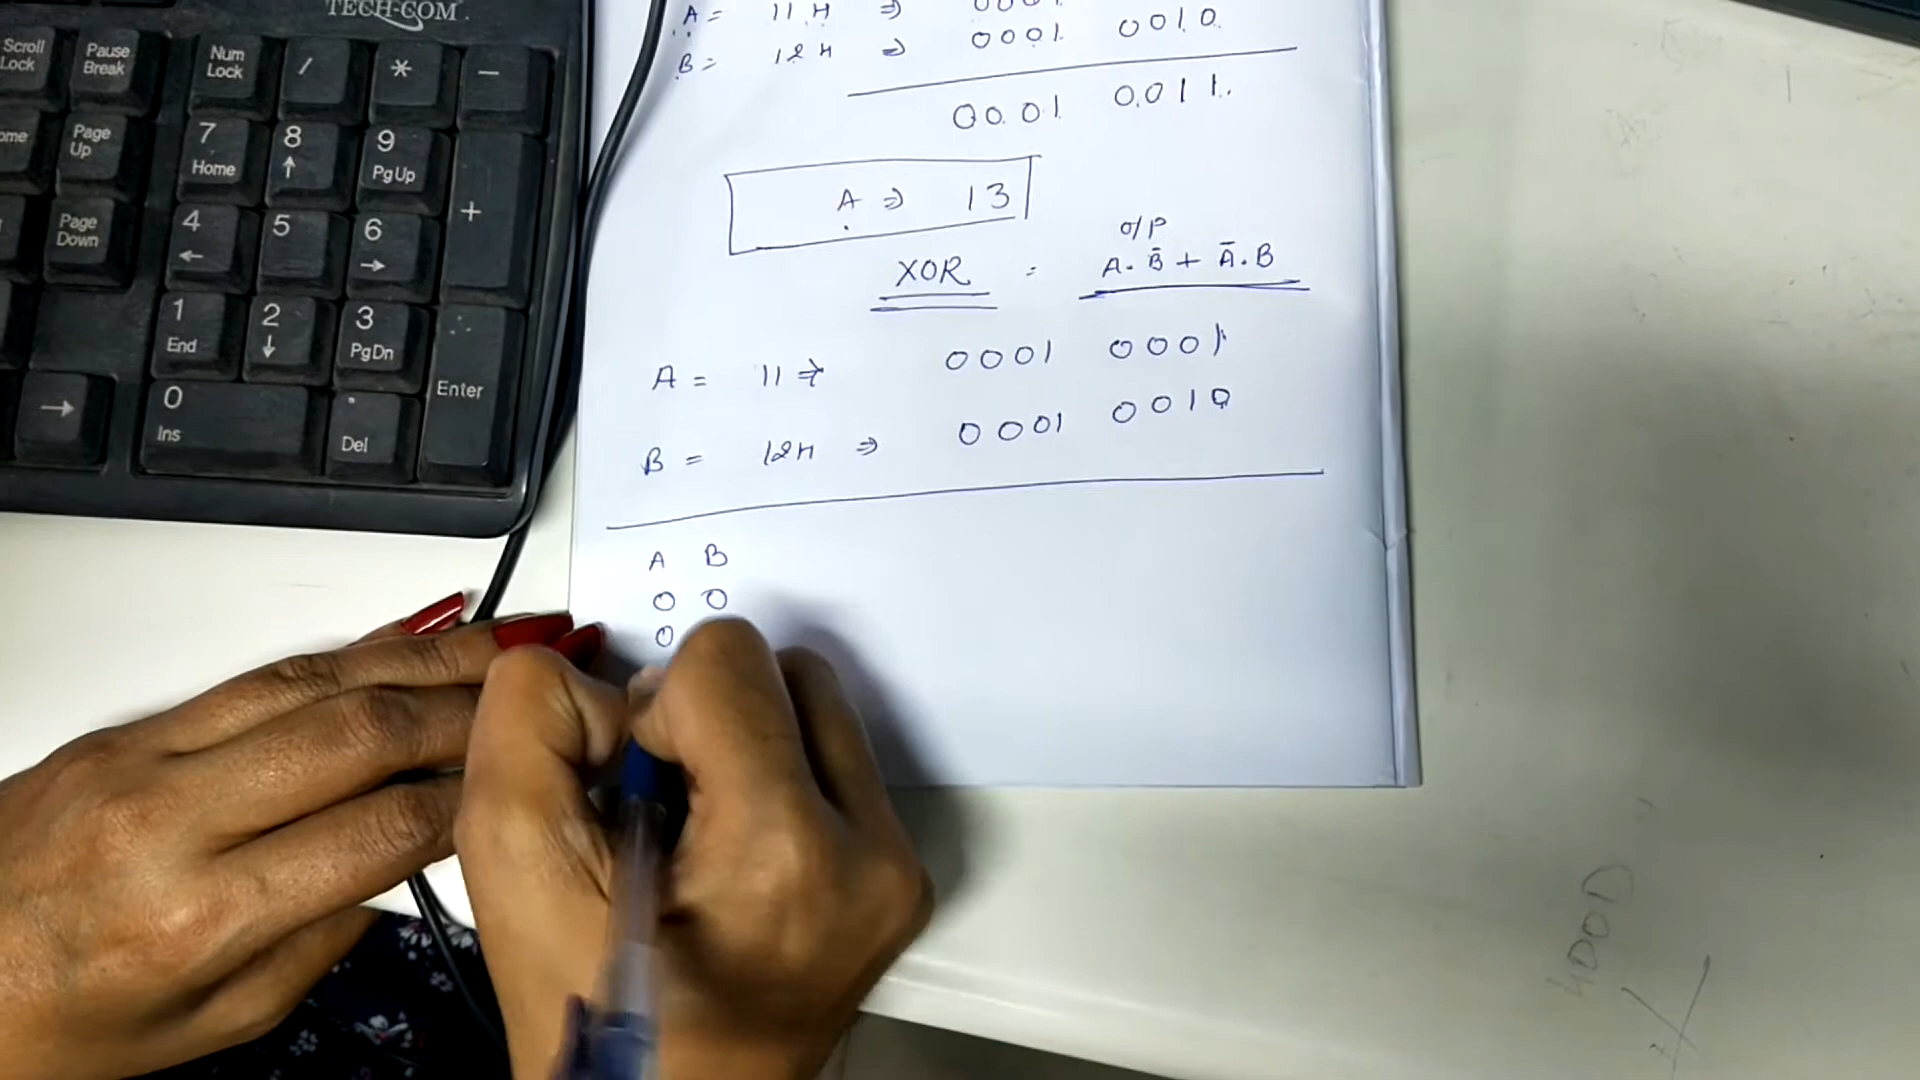 TECH-COM
Scroll Lock
Pause Break
Num Lock
/
*
-
Page Up
7 Home
8
9 PgUp
+
Page Down
4
5
6
1 End
2
3 PgDn
Enter
0 Ins
. Del
A = 11 H ⇒
B = 12 H ⇒ 0001 0010
0001 0011
A ⇒ 13
O/P
XOR = A. B̄ + Ā.B
A = 11 ⇒ 0001 0001
B = 12H ⇒ 0001 0010
A B
0 0
0
400D